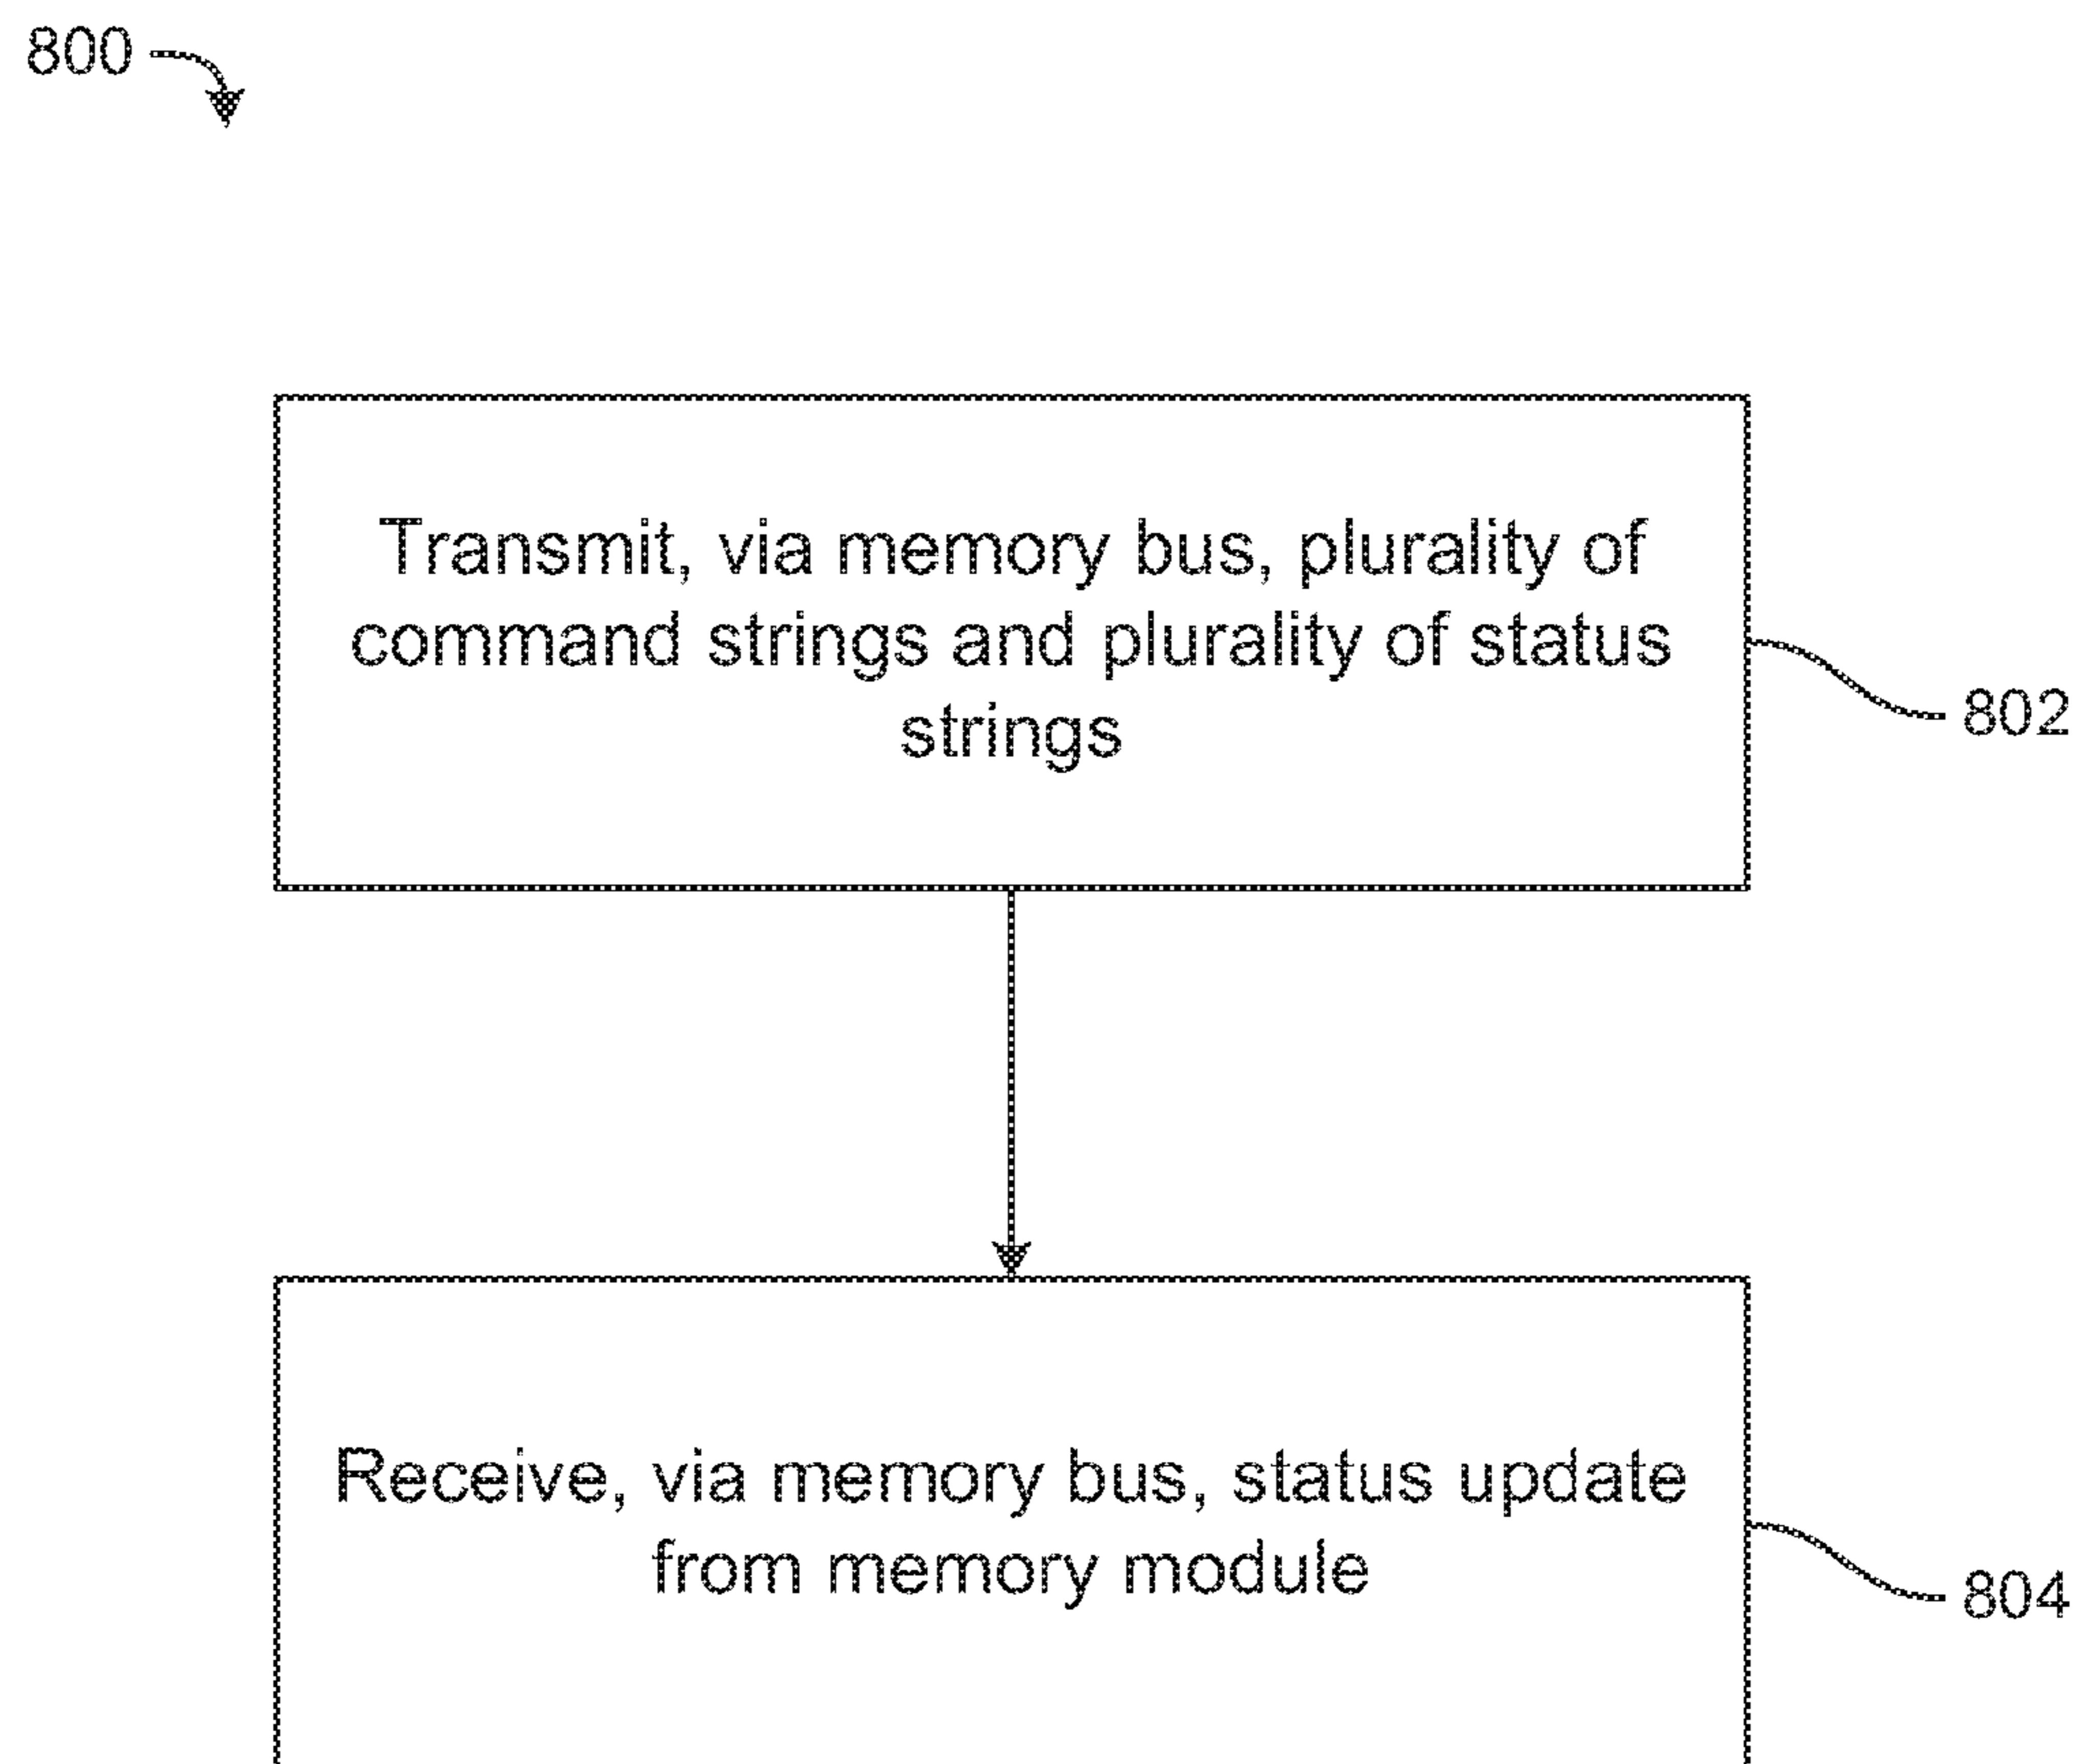 800
Transmit, via memory bus, plurality of
command strings and plurality of status
strings
802
Receive, via memory bus, status update
from memory module
804